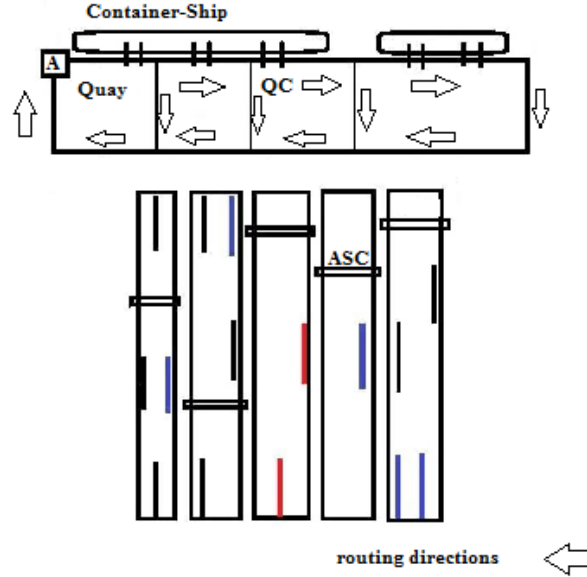 Container-Ship
A
Quay
QC
ASC
routing directions